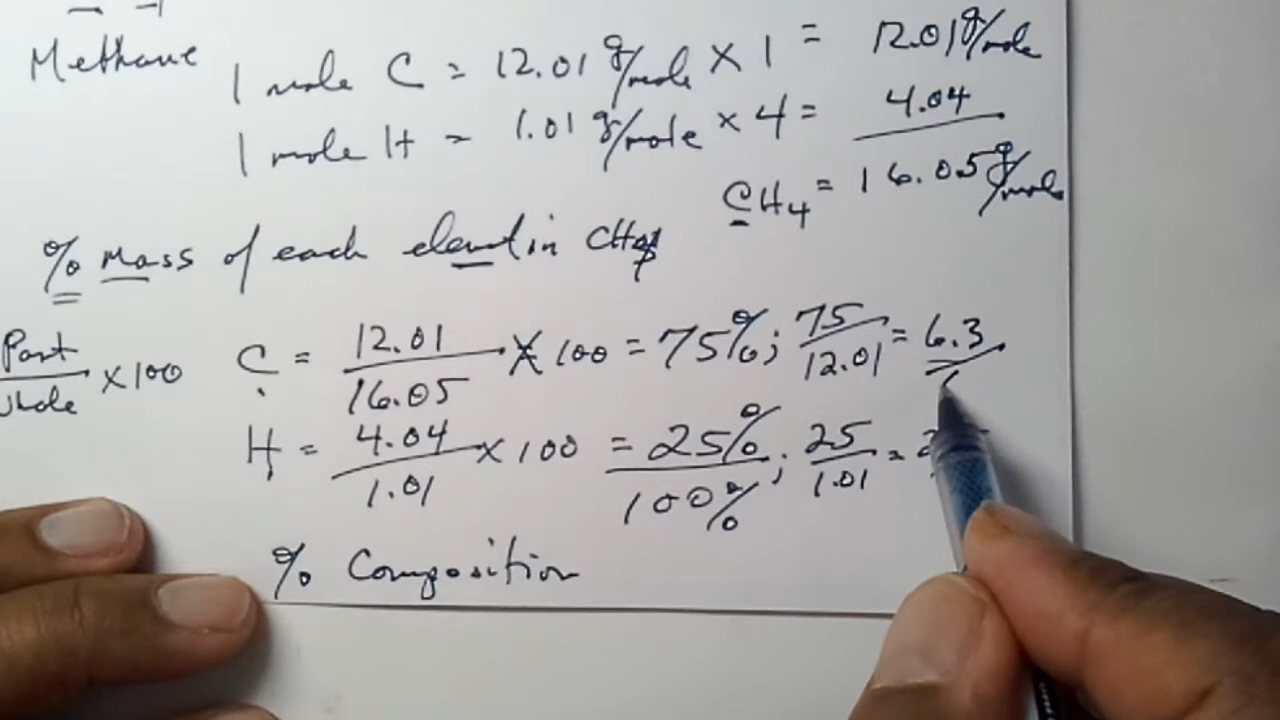 Methane
1 mole C = 12.01 g/mole × 1 = 12.01 g/mole
1 mole H = 1.01 g/mole × 4 = 4.04
CH4 = 16.05 g/mole
% Mass of each element in CH4
Part/whole × 100
C = 12.01/16.05 × 100 = 75%; 75/12.01 = 6.3
H = 4.04/1.01 × 100 = 25%; 25/1.01 =
100%
% Composition